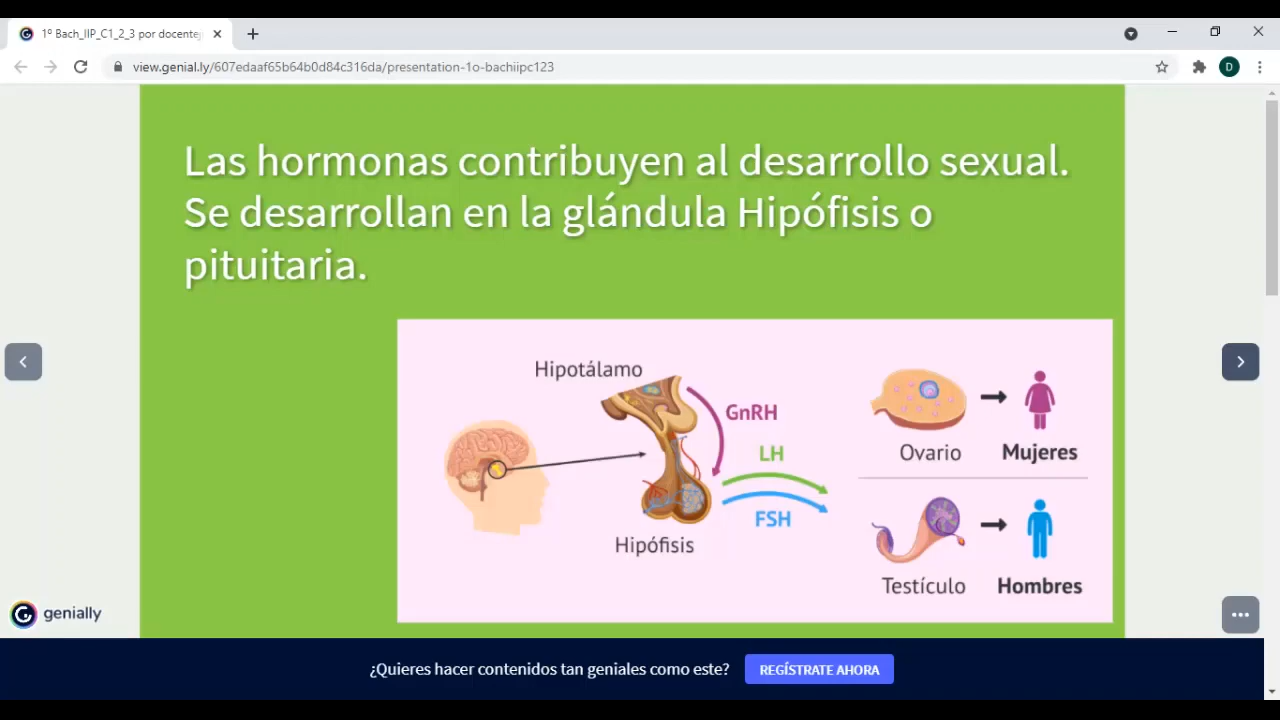 1º Bach_IIP_C1_2_3 por docentej
view.genial.ly/607edaaf65b64b0d84c316da/presentation-1o-bachiipc123
D
Las hormonas contribuyen al desarrollo sexual.
Se desarrollan en la glándula Hipófisis o
pituitaria.
Hipotálamo
GnRH
LH
FSH
Hipófisis
Ovario
Mujeres
Testículo
Hombres
genially
¿Quieres hacer contenidos tan geniales como este?
REGÍSTRATE AHORA